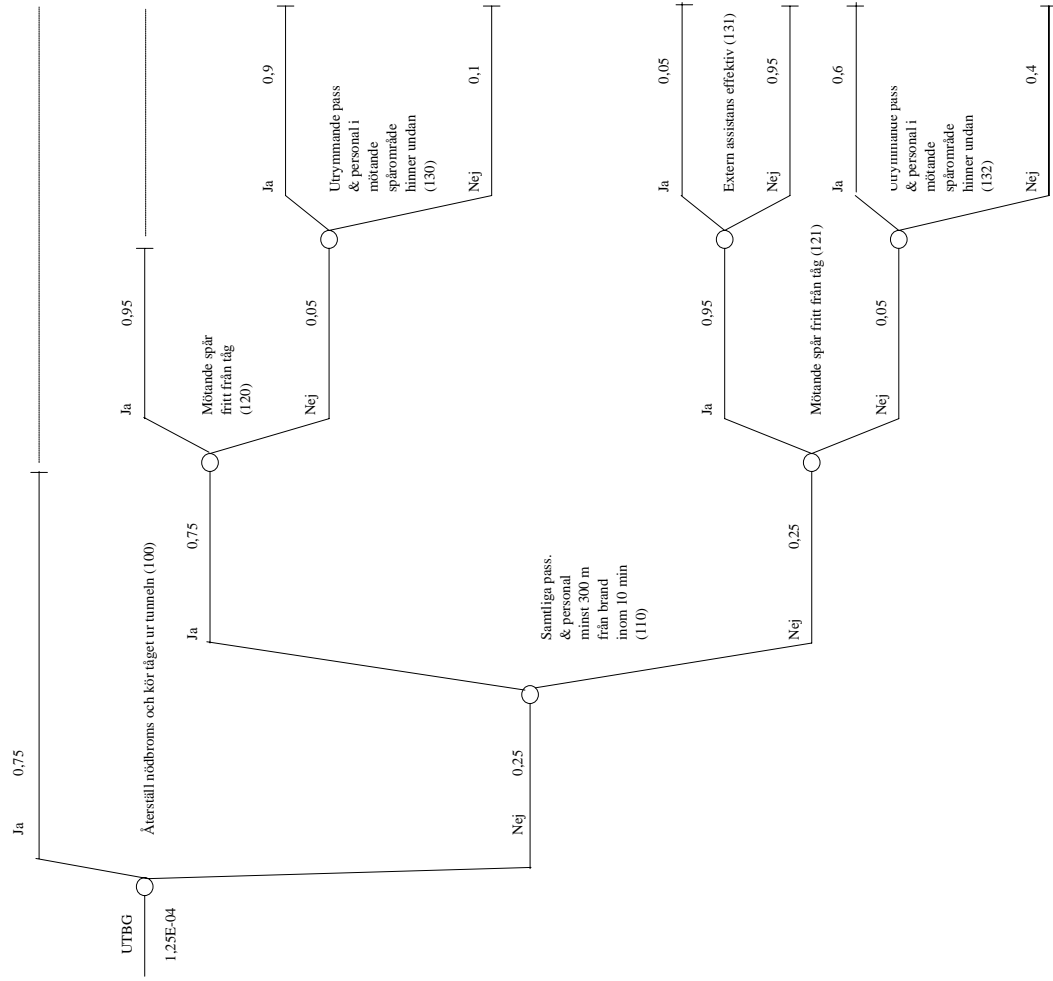 UTBG
1,25E-04
Ja
0,75
Återställ nödbroms och kör tåget ur tunneln (100)
Nej
0,25
Ja
0,75
Samtliga pass.
& personal
minst 300 m
från brand
inom 10 min
(110)
Nej
0,25
Ja
0,95
Mötande spår
fritt från tåg
(120)
Nej
0,05
Ja
0,95
Mötande spår fritt från tåg (121)
Nej
0,05
Ja
0,9
Utrymmande pass
& personal i
mötande
spårområde
hinner undan
(130)
Nej
0,1
Ja
0,05
Extern assistans effektiv (131)
Nej
0,95
Ja
0,6
Utrymmande pass
& personal i
mötande
spårområde
hinner undan
(132)
Nej
0,4